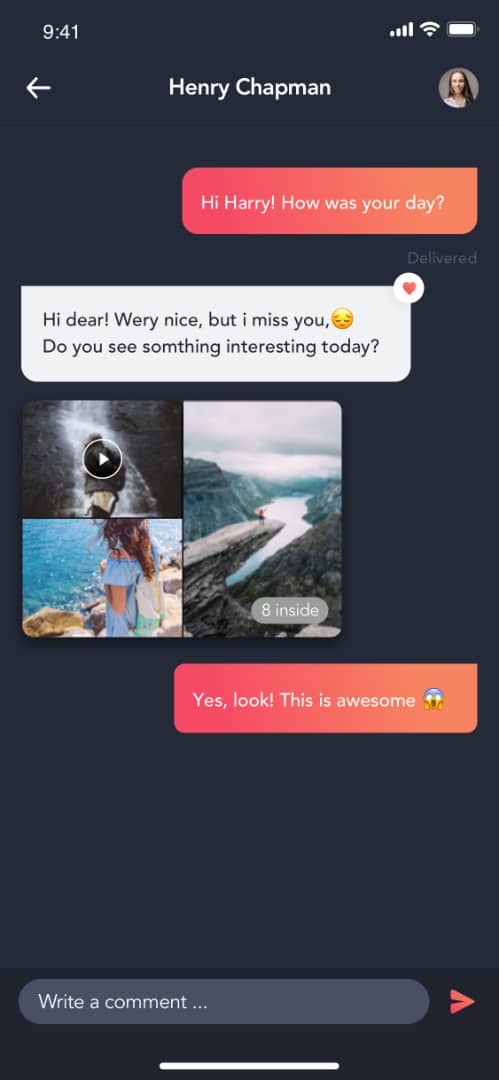 9:41
Henry Chapman
Hi Harry! How was your day?
Delivered
Hi dear! Wery nice, but i miss you,😔
Do you see somthing interesting today?
8 inside
Yes, look! This is awesome 😱
Write a comment ...